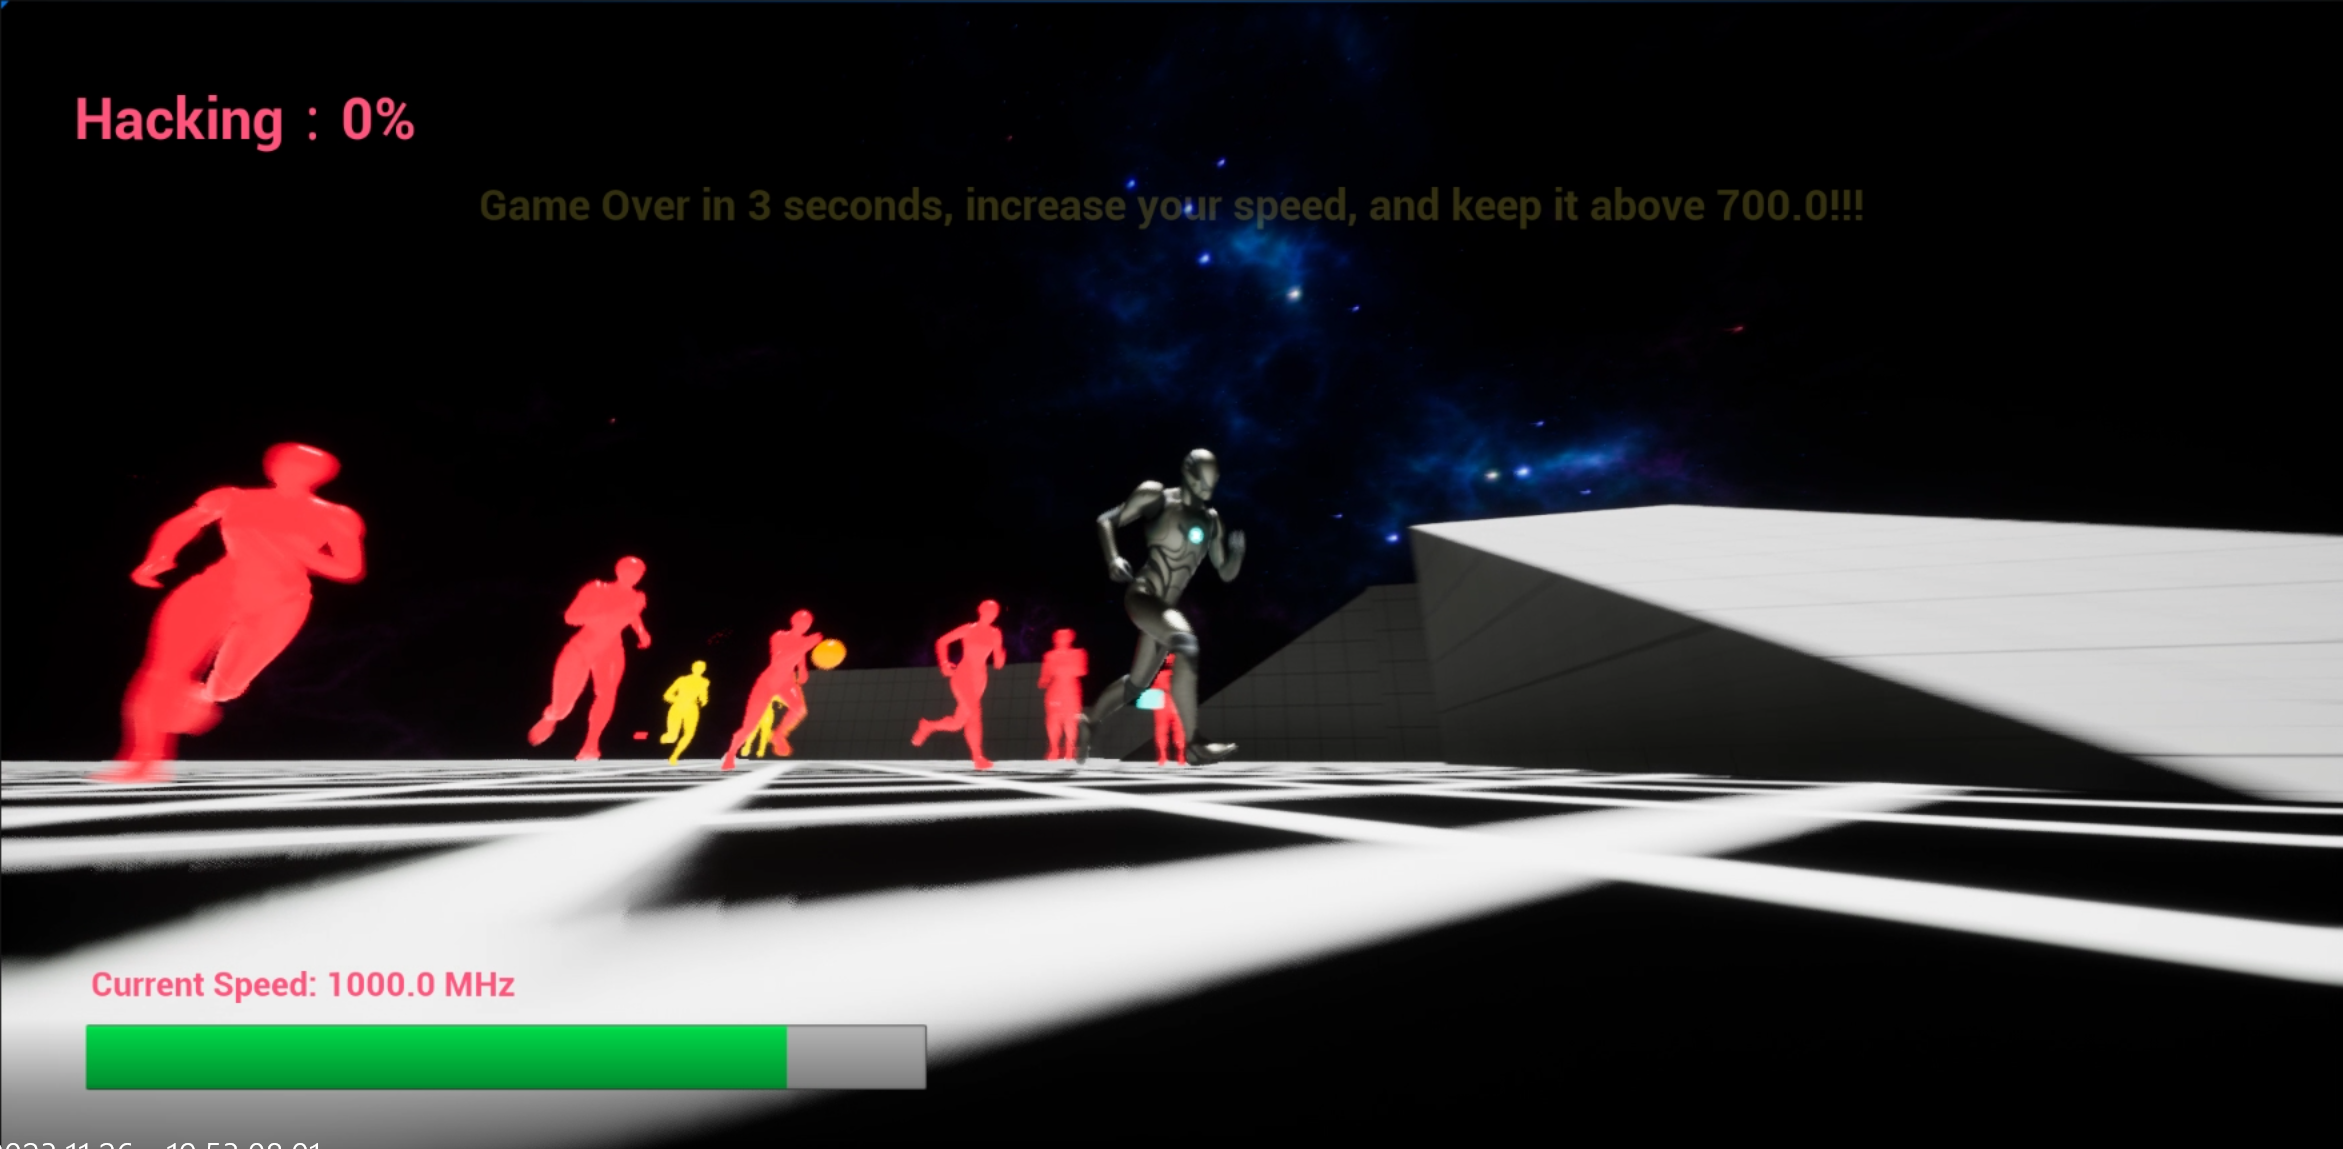 Hacking : 0%
Game Over in 3 seconds, increase your speed, and keep it above 700.0!!!
Current Speed: 1000.0 MHz